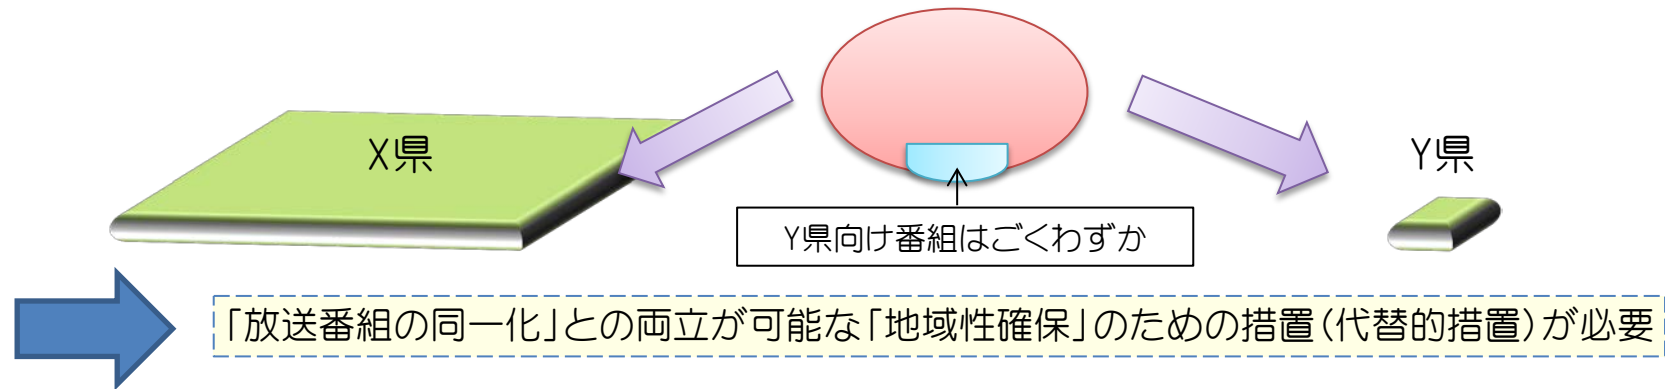 X県
Y県
Y県向け番組はごくわずか
「放送番組の同一化」との両立が可能な「地域性確保」のための措置(代替的措置)が必要